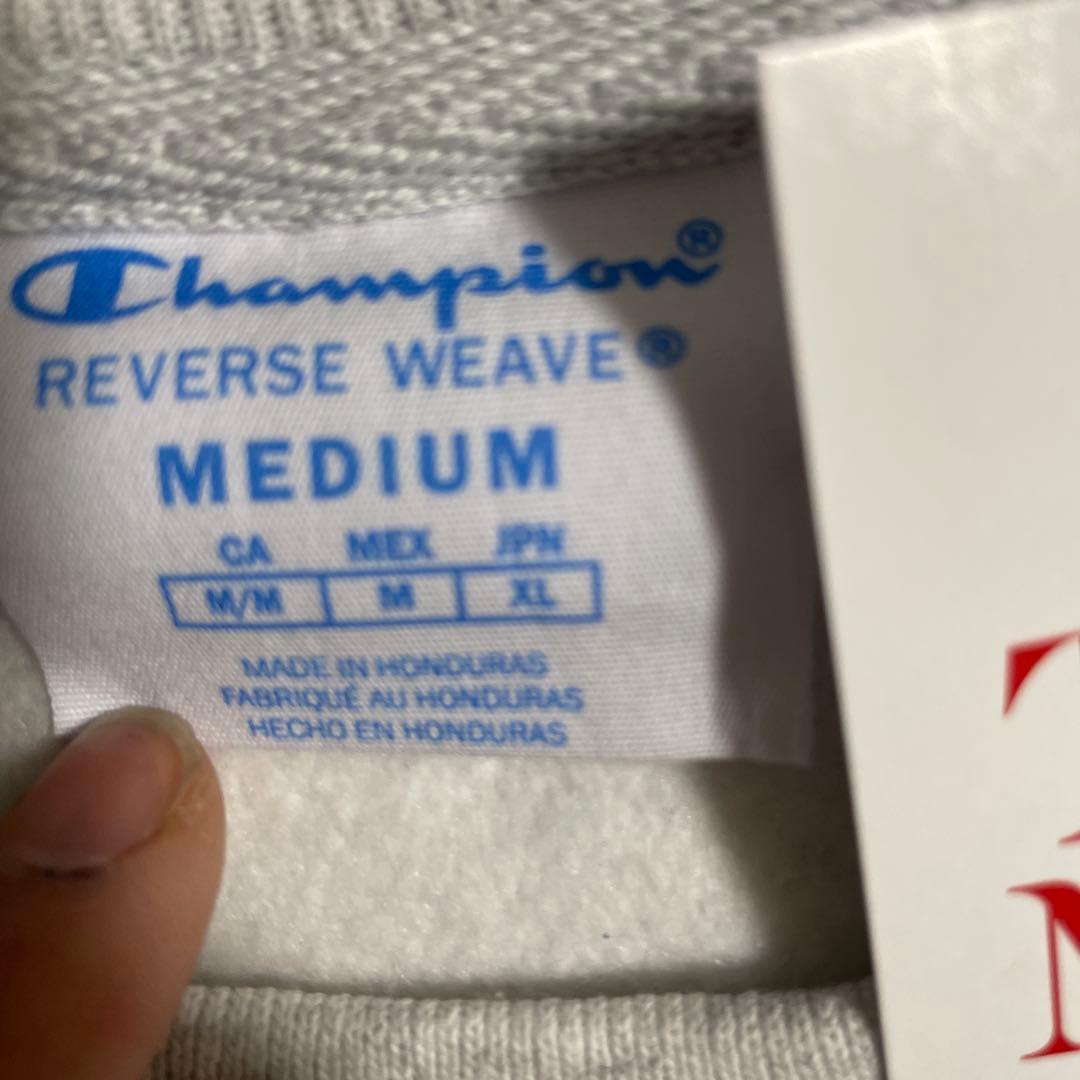 Champion®
REVERSE WEAVE®
MEDIUM
CA MEX JPN
M/M M XL
MADE IN HONDURAS
FABRIQUÉ AU HONDURAS
HECHO EN HONDURAS